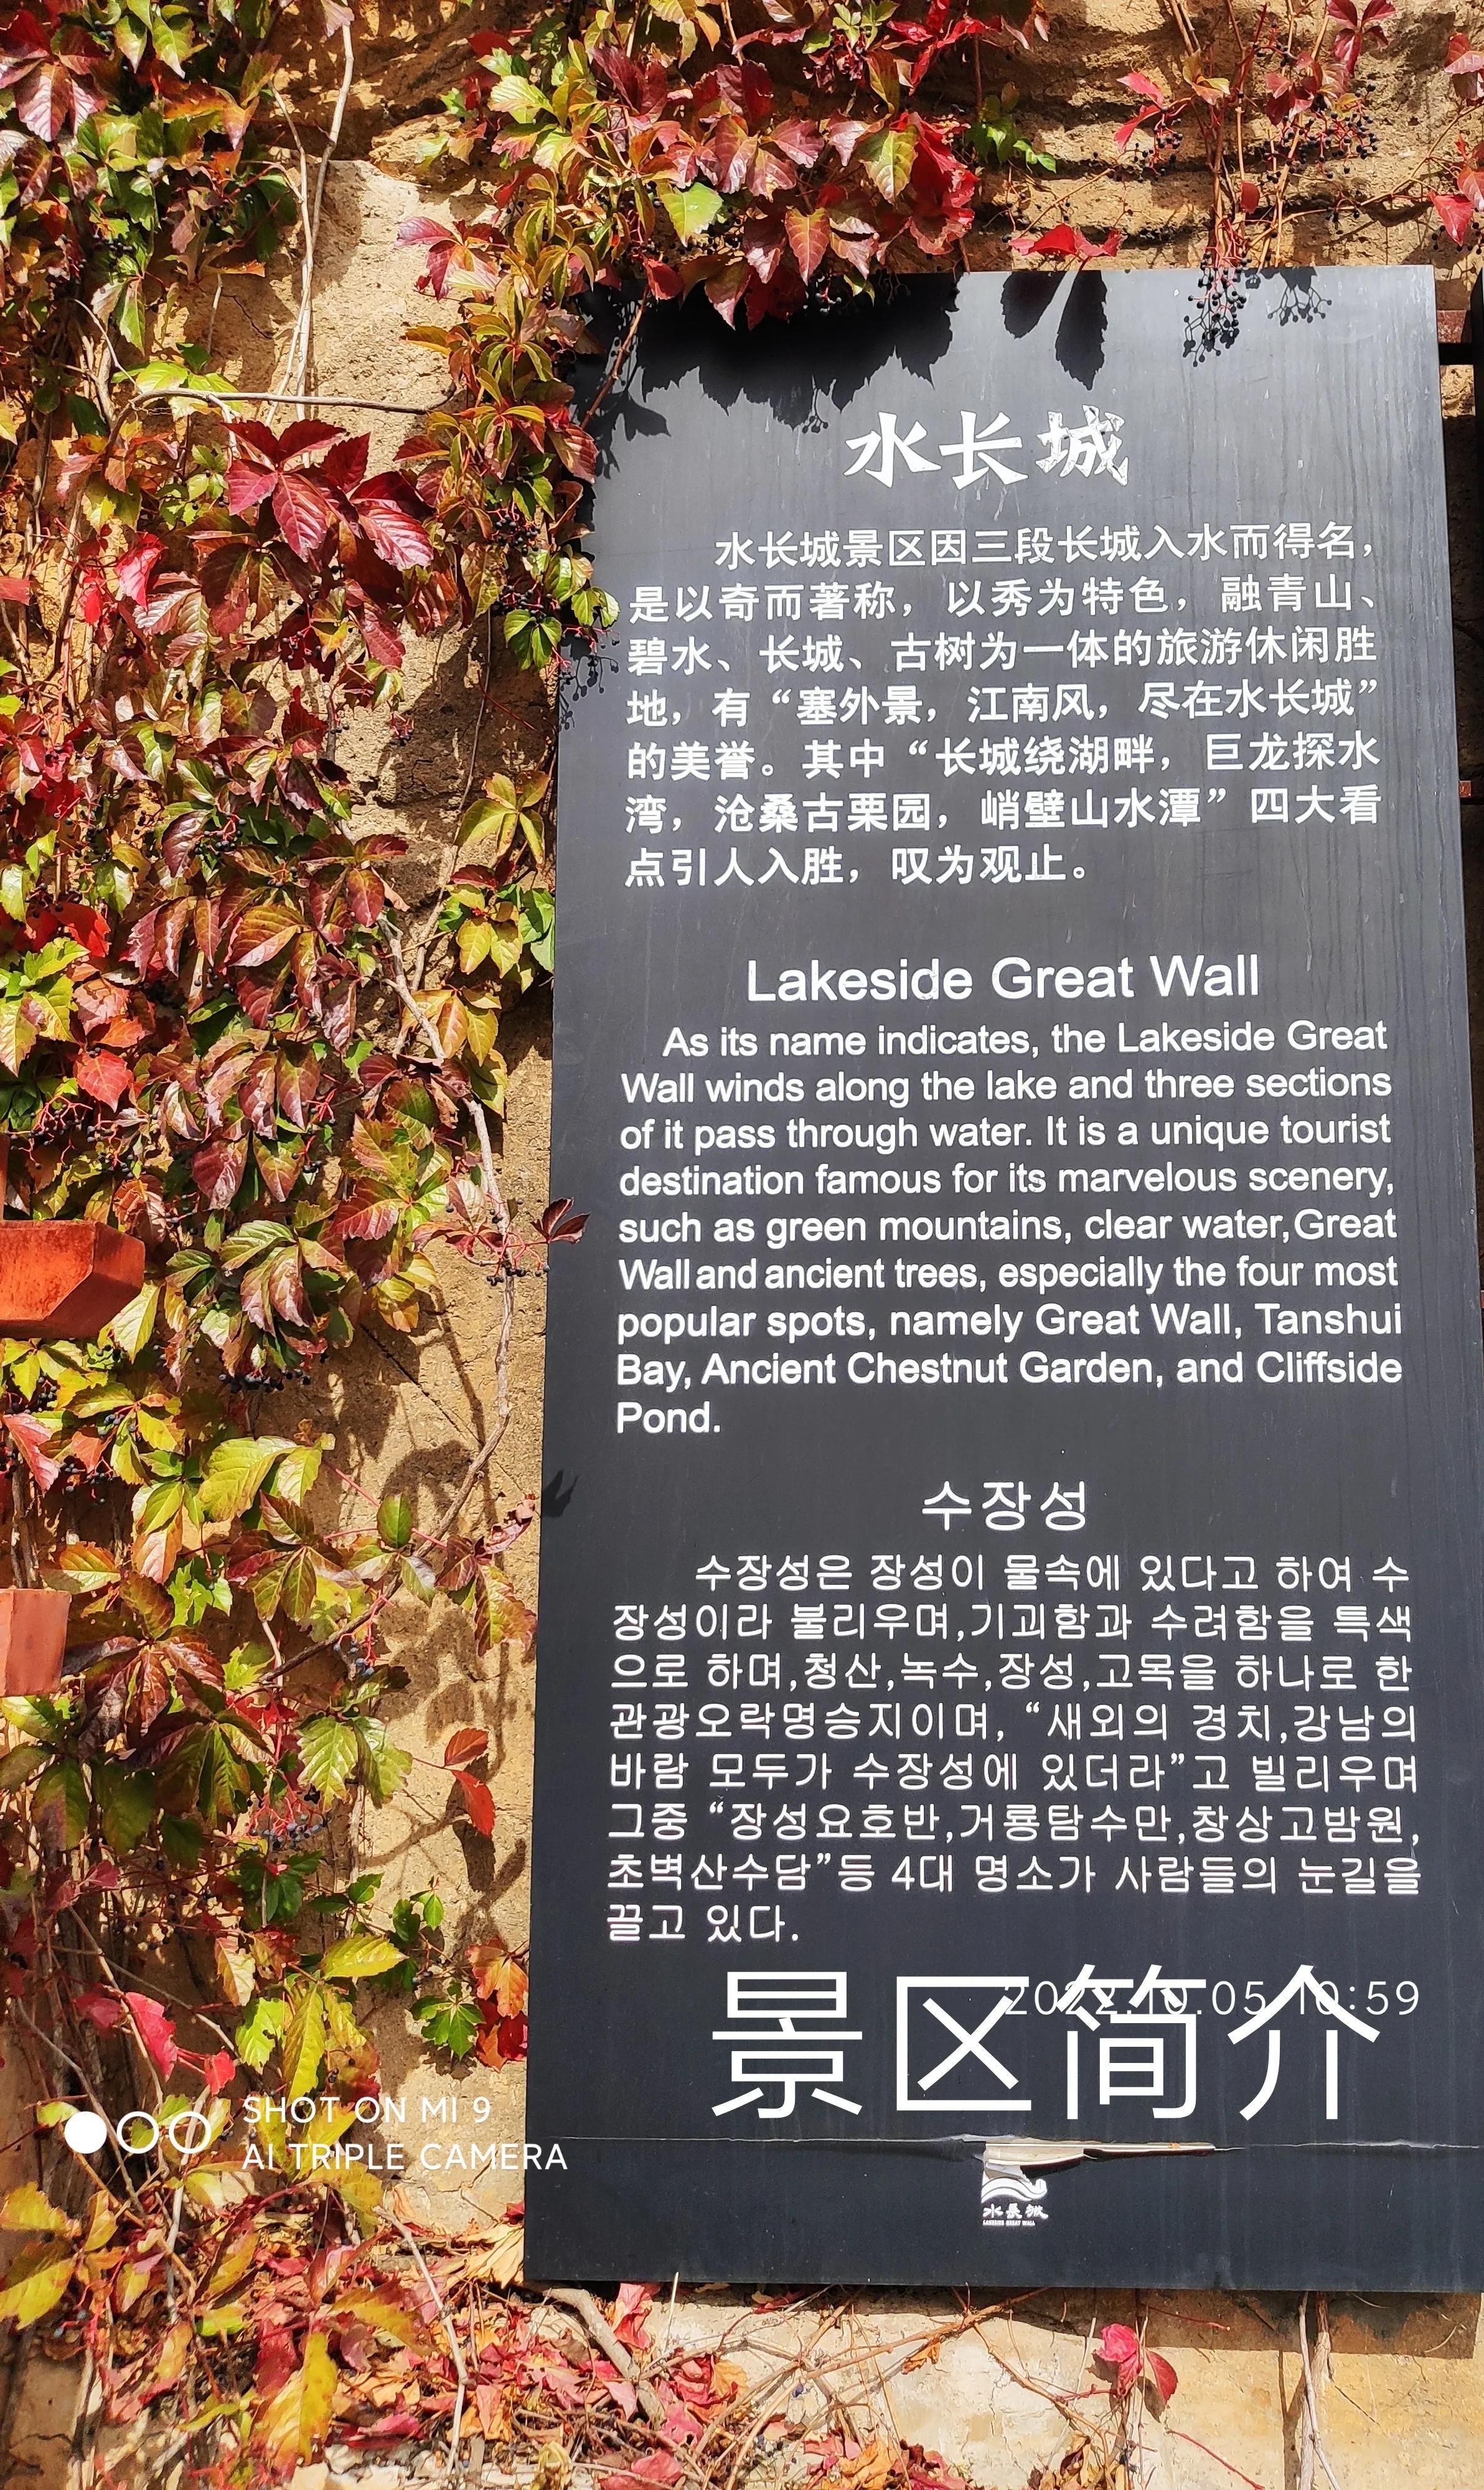 水长城
水长城景区因三段长城入水而得名，
是以奇而著称，以秀为特色，融青山、
碧水、长城、古树为一体的旅游休闲胜
地，有“塞外景，江南风，尽在水长城”
的美誉。其中“长城绕湖畔，巨龙探水
湾，沧桑古栗园，峭壁山水潭”四大看
点引人入胜，叹为观止。
Lakeside Great Wall
As its name indicates, the Lakeside Great
Wall winds along the lake and three sections
of it pass through water. It is a unique tourist
destination famous for its marvelous scenery,
such as green mountains, clear water,Great
Wall and ancient trees, especially the four most
popular spots, namely Great Wall, Tanshui
Bay, Ancient Chestnut Garden, and Cliffside
Pond.
수장성
수장성은 장성이 물속에 있다고 하여 수
장성이라 불리우며,기괴함과 수려함을 특색
으로 하며,청산,녹수,장성,고목을 하나로 한
관광오락명승지이며, “새외의 경치,강남의
바람 모두가 수장성에 있더라”고 빌리우며
그중 “장성요호반,거룡탐수만,창상고밤원,
초벽산수담”등 4대 명소가 사람들의 눈길을
끌고 있다.
2022.10.05 10:59
景区简介
SHOT ON MI 9
AI TRIPLE CAMERA
水長城
LAKESIDE GREAT WALL